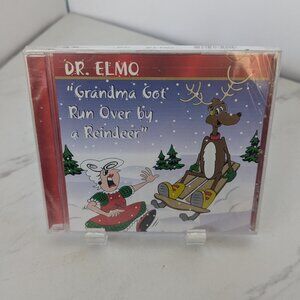 DR. ELMO
"Grandma Got
Run Over by
a Reindeer"